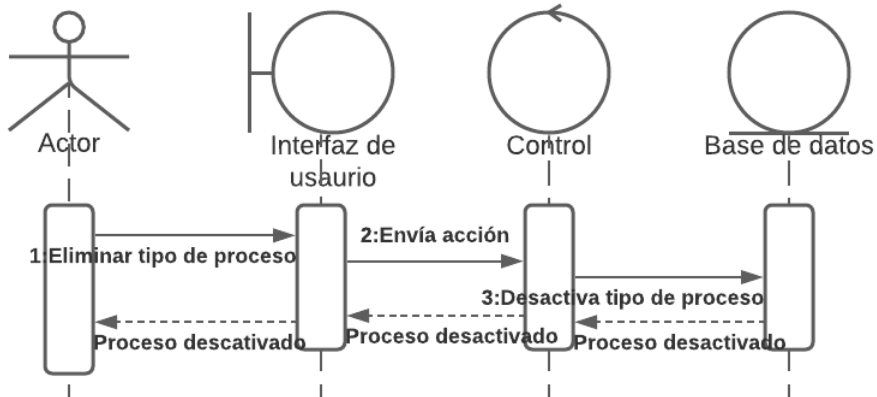 Actor
Interfaz de
usaurio
Control
Base de datos
1:Eliminar tipo de proceso
2:Envía acción
3:Desactiva tipo de proceso
Proceso descativado
Proceso desactivado
Proceso desactivado